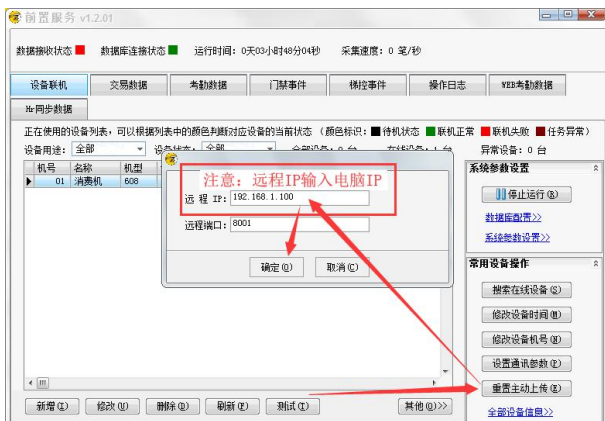 前置服务 v1.2.01
数据接收状态 数据库连接状态 运行时间: 0天03小时48分04秒 采集速度: 0 笔/秒
设备联机 交易数据 考勤数据 门禁事件 梯控事件 操作日志 WEB考勤数据
Hr同步数据
正在使用的设备列表，可以根据列表中的颜色判断对应设备的当前状态 （颜色标识: 待机状态 联机正常 联机失败 任务异常）
设备用途: 全部 异常设备: 0 台
机号 名称 机型
01 消费机 608
注意：远程IP输入电脑IP
远 程 IP: 192.168.1.100
远程端口: 8001
确定(O) 取消(C)
系统参数设置
停止运行(R)
数据库配置>>
系统参数设置>>
常用设备操作
搜索在线设备(S)
修改设备时间(M)
修改设备机号(N)
设置通讯参数(P)
重置主动上传(E)
全部设备信息>>
新增(I) 修改(U) 删除(D) 刷新(F) 测试(T) 其他(O)>>